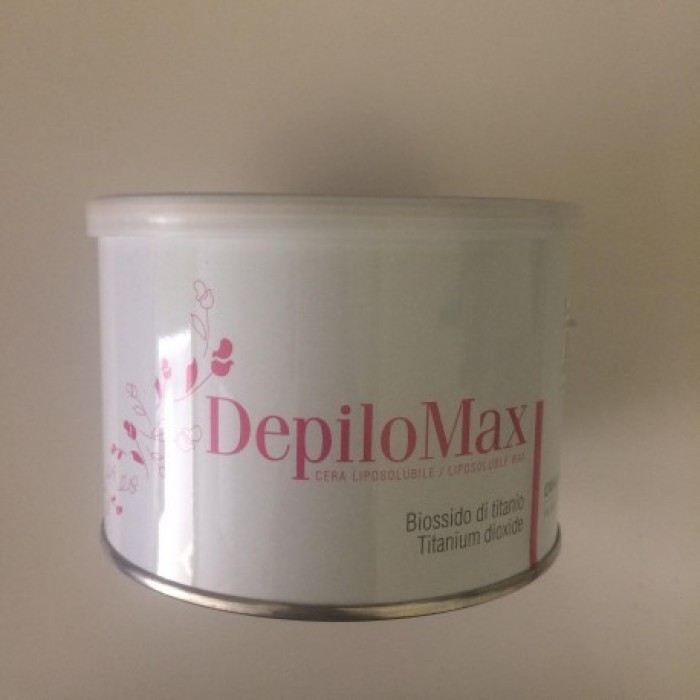 DepiloMax
CERA LIPOSOLUBILE / LIPOSOLUBLE WAX
Biossido di titanio
Titanium dioxide